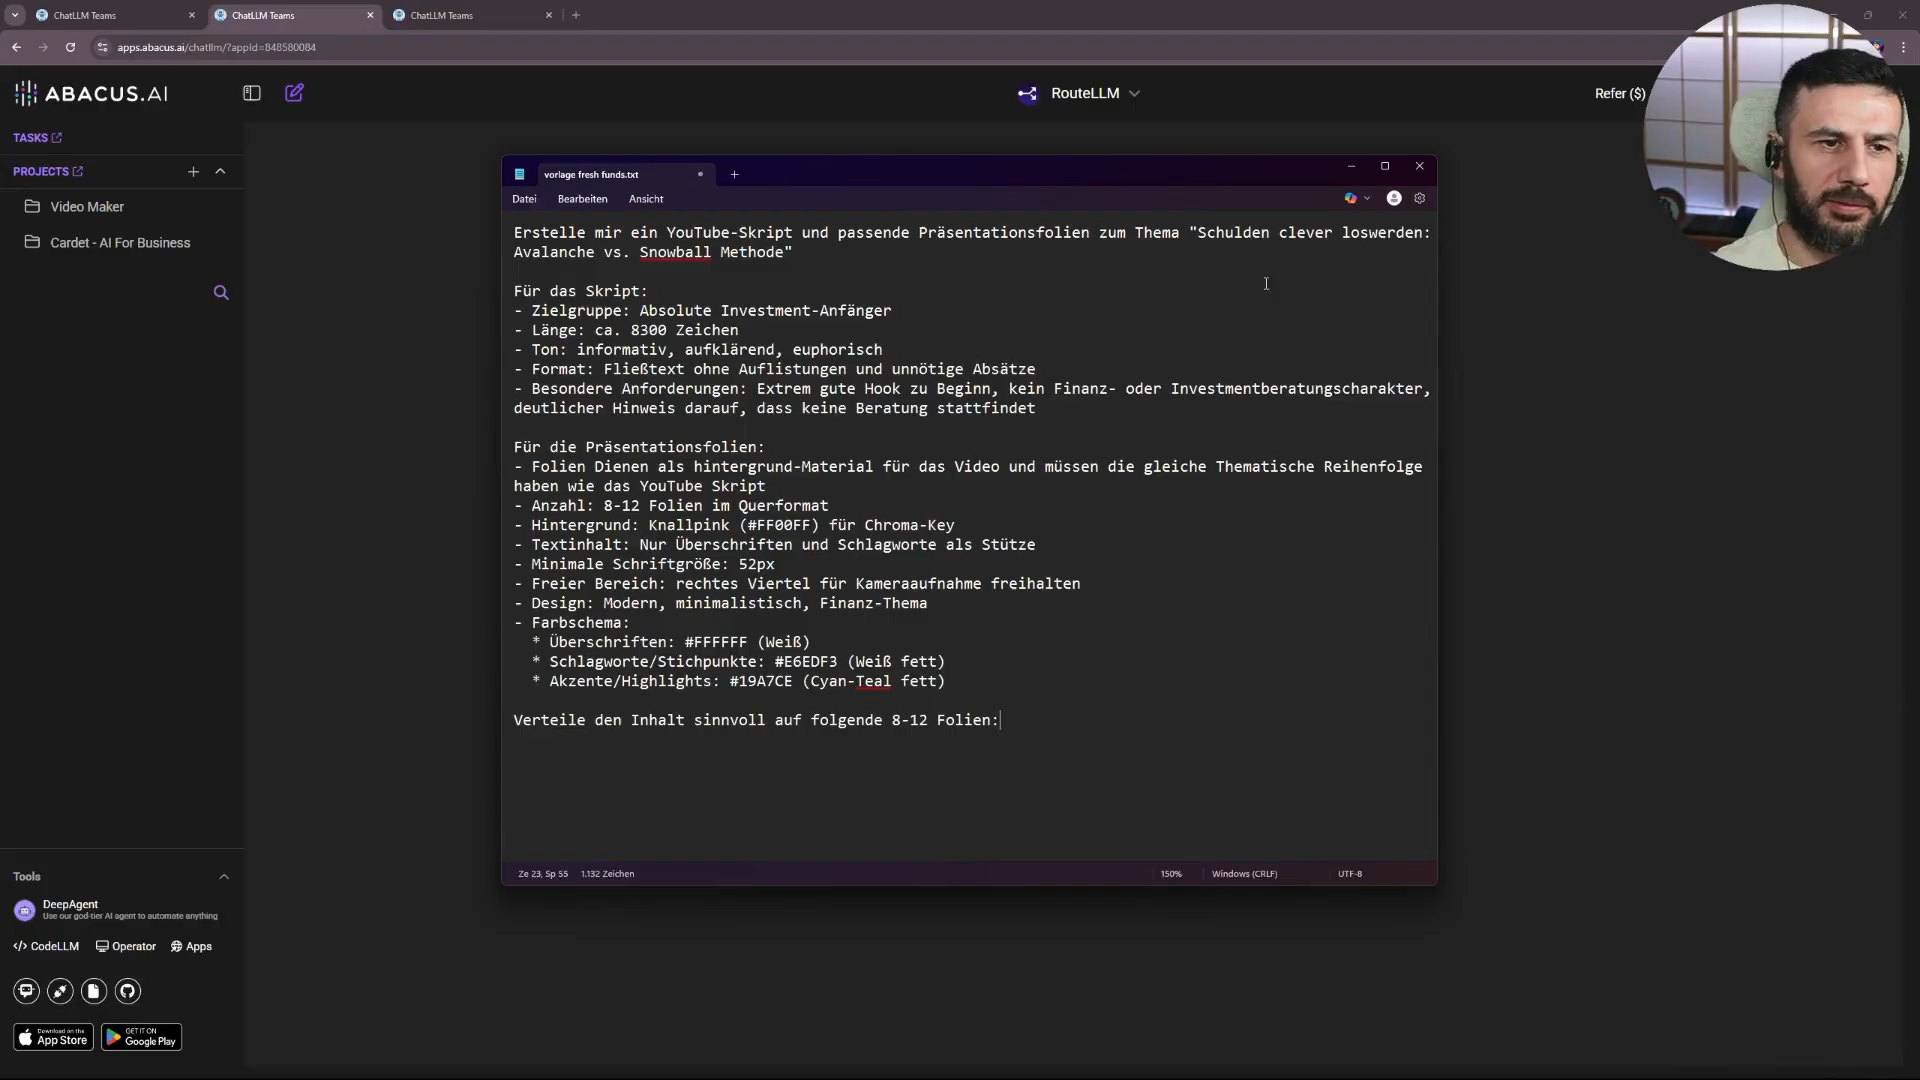 ChatLLM Teams
ChatLLM Teams
ChatLLM Teams
apps.abacus.ai/chatllm/?appId=848580084
ABACUS.AI
RouteLLM
Refer ($)
TASKS
PROJECTS
Video Maker
Cardet - AI For Business
vorlage fresh funds.txt
Datei Bearbeiten Ansicht
Erstelle mir ein YouTube-Skript und passende Präsentationsfolien zum Thema "Schulden clever loswerden:
Avalanche vs. Snowball Methode"
Für das Skript:
- Zielgruppe: Absolute Investment-Anfänger
- Länge: ca. 8300 Zeichen
- Ton: informativ, aufklärend, euphorisch
- Format: Fließtext ohne Auflistungen und unnötige Absätze
- Besondere Anforderungen: Extrem gute Hook zu Beginn, kein Finanz- oder Investmentberatungscharakter,
deutlicher Hinweis darauf, dass keine Beratung stattfindet
Für die Präsentationsfolien:
- Folien Dienen als hintergrund-Material für das Video und müssen die gleiche Thematische Reihenfolge
haben wie das YouTube Skript
- Anzahl: 8-12 Folien im Querformat
- Hintergrund: Knallpink (#FF00FF) für Chroma-Key
- Textinhalt: Nur Überschriften und Schlagworte als Stütze
- Minimale Schriftgröße: 52px
- Freier Bereich: rechtes Viertel für Kameraaufnahme freihalten
- Design: Modern, minimalistisch, Finanz-Thema
- Farbschema:
* Überschriften: #FFFFFF (Weiß)
* Schlagworte/Stichpunkte: #E6EDF3 (Weiß fett)
* Akzente/Highlights: #19A7CE (Cyan-Teal fett)
Verteile den Inhalt sinnvoll auf folgende 8-12 Folien:
Ze 23, Sp 55 1.132 Zeichen 150% Windows (CRLF) UTF-8
Tools
DeepAgent
Use our god-tier AI agent to automate anything
</> CodeLLM Operator Apps
Download on the
App Store
GET IT ON
Google Play